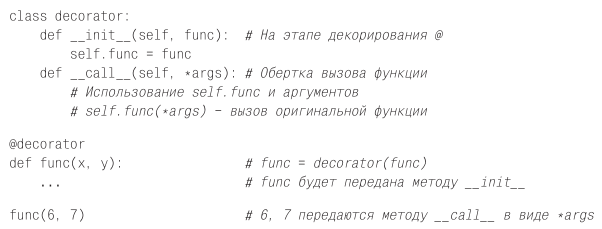 class decorator:
    def __init__(self, func):  # На этапе декорирования @
        self.func = func
    def __call__(self, *args): # Обертка вызова функции
        # Использование self.func и аргументов
        # self.func(*args) – вызов оригинальной функции
@decorator
def func(x, y):                # func = decorator(func)
    ...                        # func будет передана методу __init__
func(6, 7)                     # 6, 7 передаются методу __call__ в виде *args